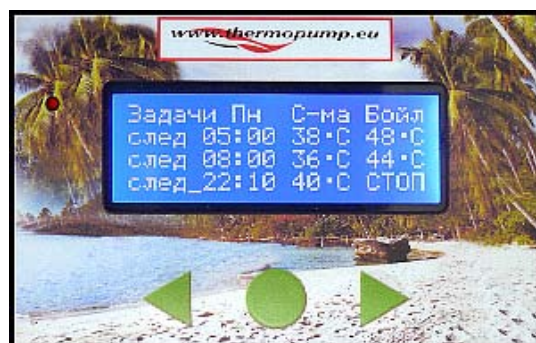 www.thermopump.eu
Задачи Пн С-ма Бойл
след 05:00 38°C 48°C
след 08:00 36°C 44°C
след_22:10 40°C СТОП